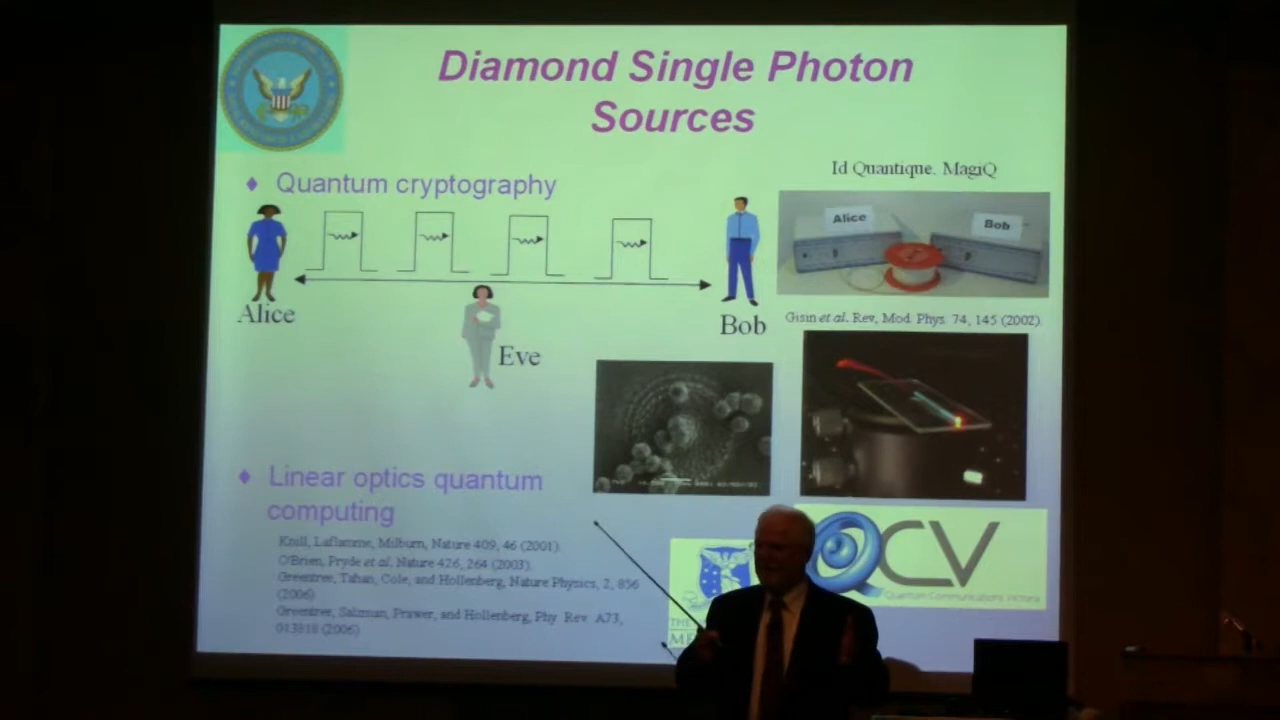 Diamond Single Photon
Sources
♦ Quantum cryptography
Id Quantique. MagiQ
Alice
Bob
Alice
Bob
Eve
Gisin et al. Rev, Mod. Phys. 74, 145 (2002).
♦ Linear optics quantum
computing
Knill, Laflamme, Milburn, Nature 409, 46 (2001).
O'Brien, Pryde et al. Nature 426, 264 (2003).
Greentree, Tahan, Cole, and Hollenberg, Nature Physics, 2, 856
(2006)
Greentree, Salzman, Prawer, and Hollenberg, Phy. Rev. A73,
013818 (2006)
QCV
Quantum Communications Victoria
THE
ME